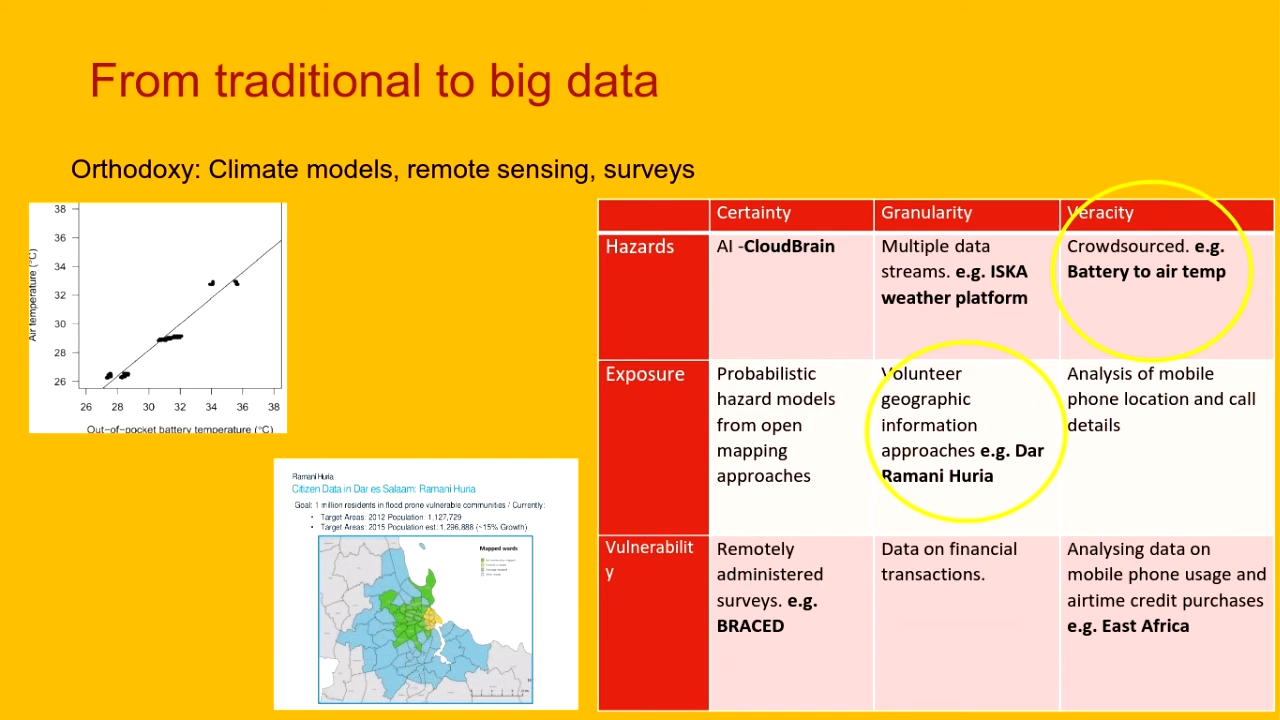 From traditional to big data
Orthodoxy: Climate models, remote sensing, surveys
38
36
34
32
30
28
26
Air temperature (°C)
26 28 30 32 34 36 38
Out-of-pocket battery temperature (°C)
Ramani Huria
Citizen Data in Dar es Salaam: Ramani Huria
Goal: 1 million residents in flood prone vulnerable communities / Currently:
• Target Areas: 2012 Population: 1,127,729
• Target Areas: 2015 Population est: 1,296,888 (~15% Growth)
Mapped wards
Certainty Granularity Veracity
Hazards
AI -CloudBrain
Multiple data
streams. e.g. ISKA
weather platform
Crowdsourced. e.g.
Battery to air temp
Exposure
Probabilistic
hazard models
from open
mapping
approaches
Volunteer
geographic
information
approaches e.g. Dar
Ramani Huria
Analysis of mobile
phone location and call
details
Vulnerabilit
y
Remotely
administered
surveys. e.g.
BRACED
Data on financial
transactions.
Analysing data on
mobile phone usage and
airtime credit purchases
e.g. East Africa